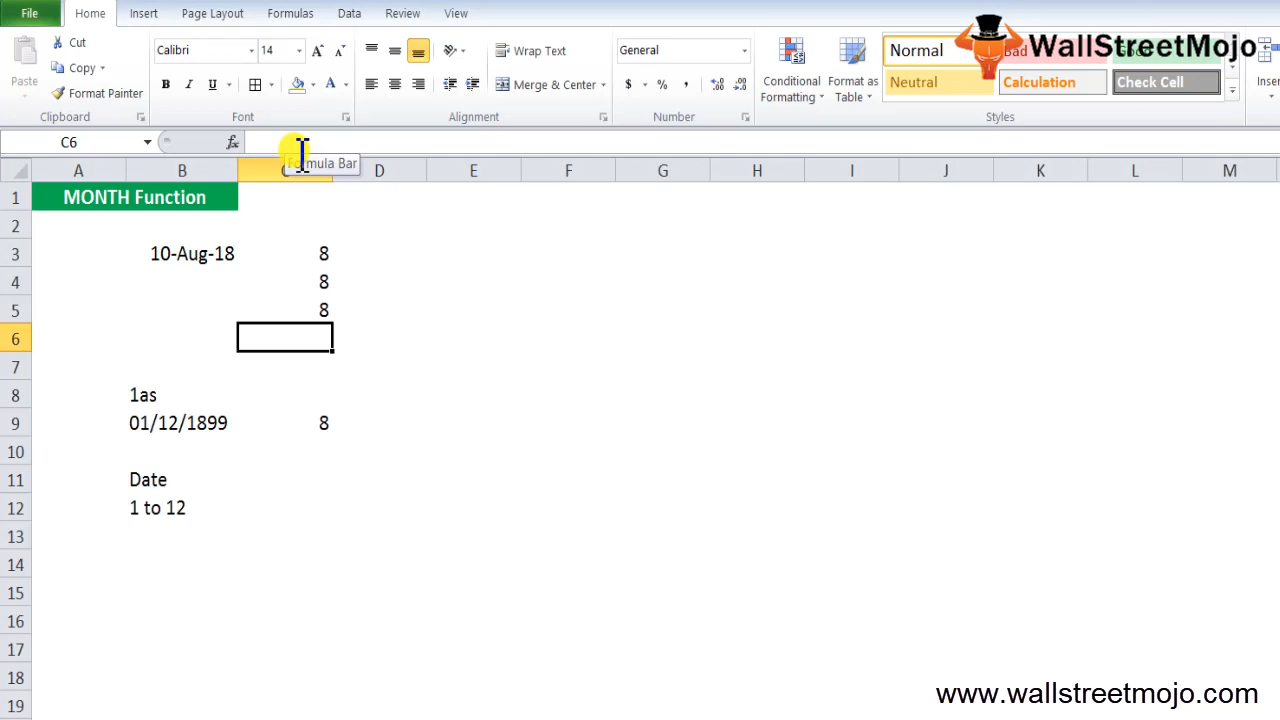 File Home Insert Page Layout Formulas Data Review View
Paste Cut Copy Format Painter Clipboard
Calibri 14 B I U A Font
Wrap Text Merge & Center Alignment
General $ % , Number
Conditional Formatting Format as Table
Normal Bad Good
Neutral Calculation Check Cell
Styles
WallStreetMojo
C6 fx
Formula Bar
A B C D E F G H I J K L M
1 MONTH Function
2
3 10-Aug-18 8
4 8
5 8
6
7
8 1as
9 01/12/1899 8
10
11 Date
12 1 to 12
13
14
15
16
17
18
19
www.wallstreetmojo.com